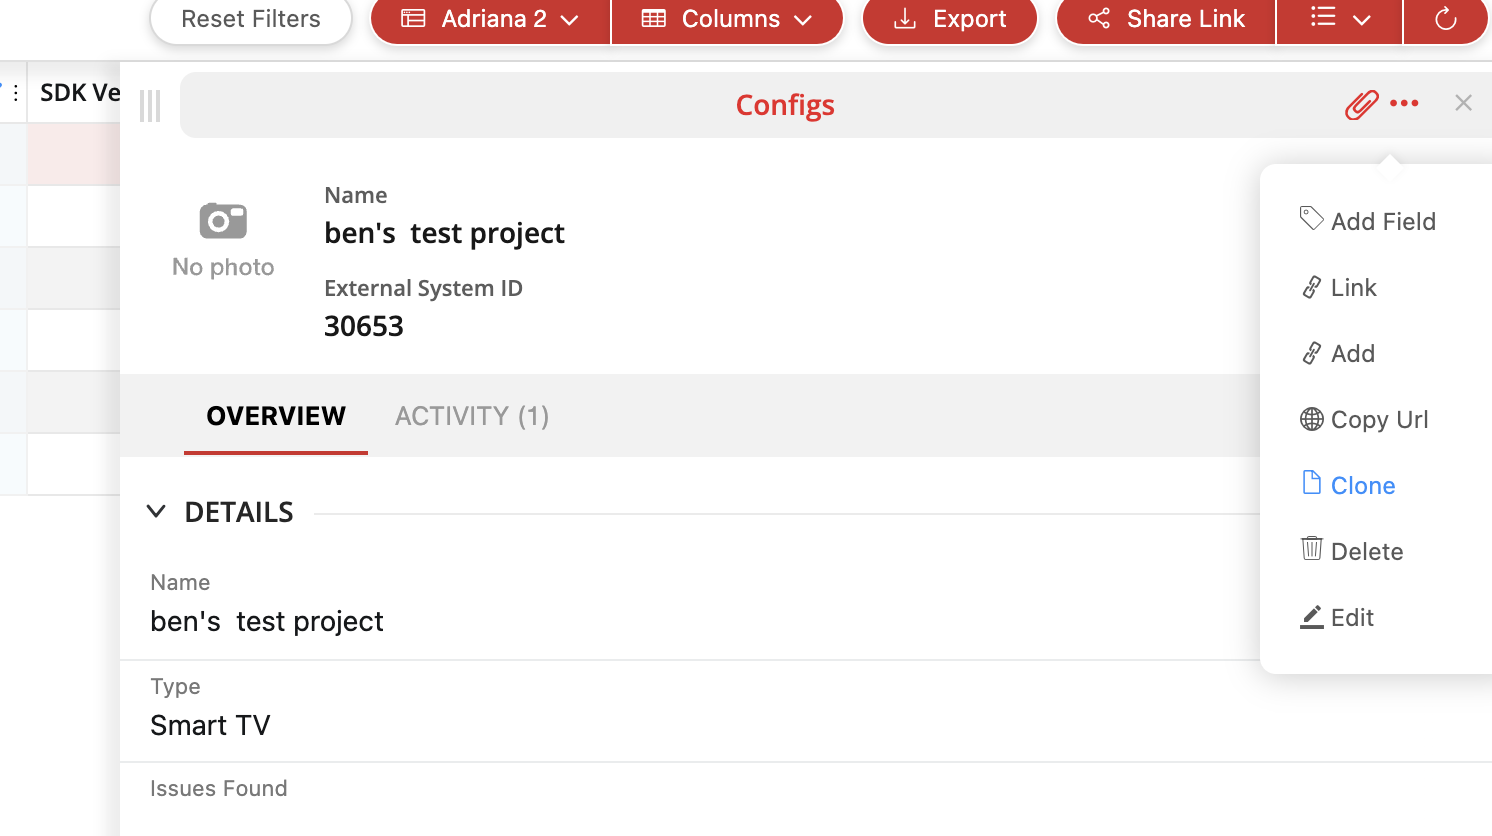 Reset Filters
Adriana 2
Columns
Export
Share Link
SDK Ve
Configs
No photo
Name
ben's  test project
External System ID
30653
OVERVIEW
ACTIVITY (1)
DETAILS
Name
ben's  test project
Type
Smart TV
Issues Found
Add Field
Link
Add
Copy Url
Clone
Delete
Edit